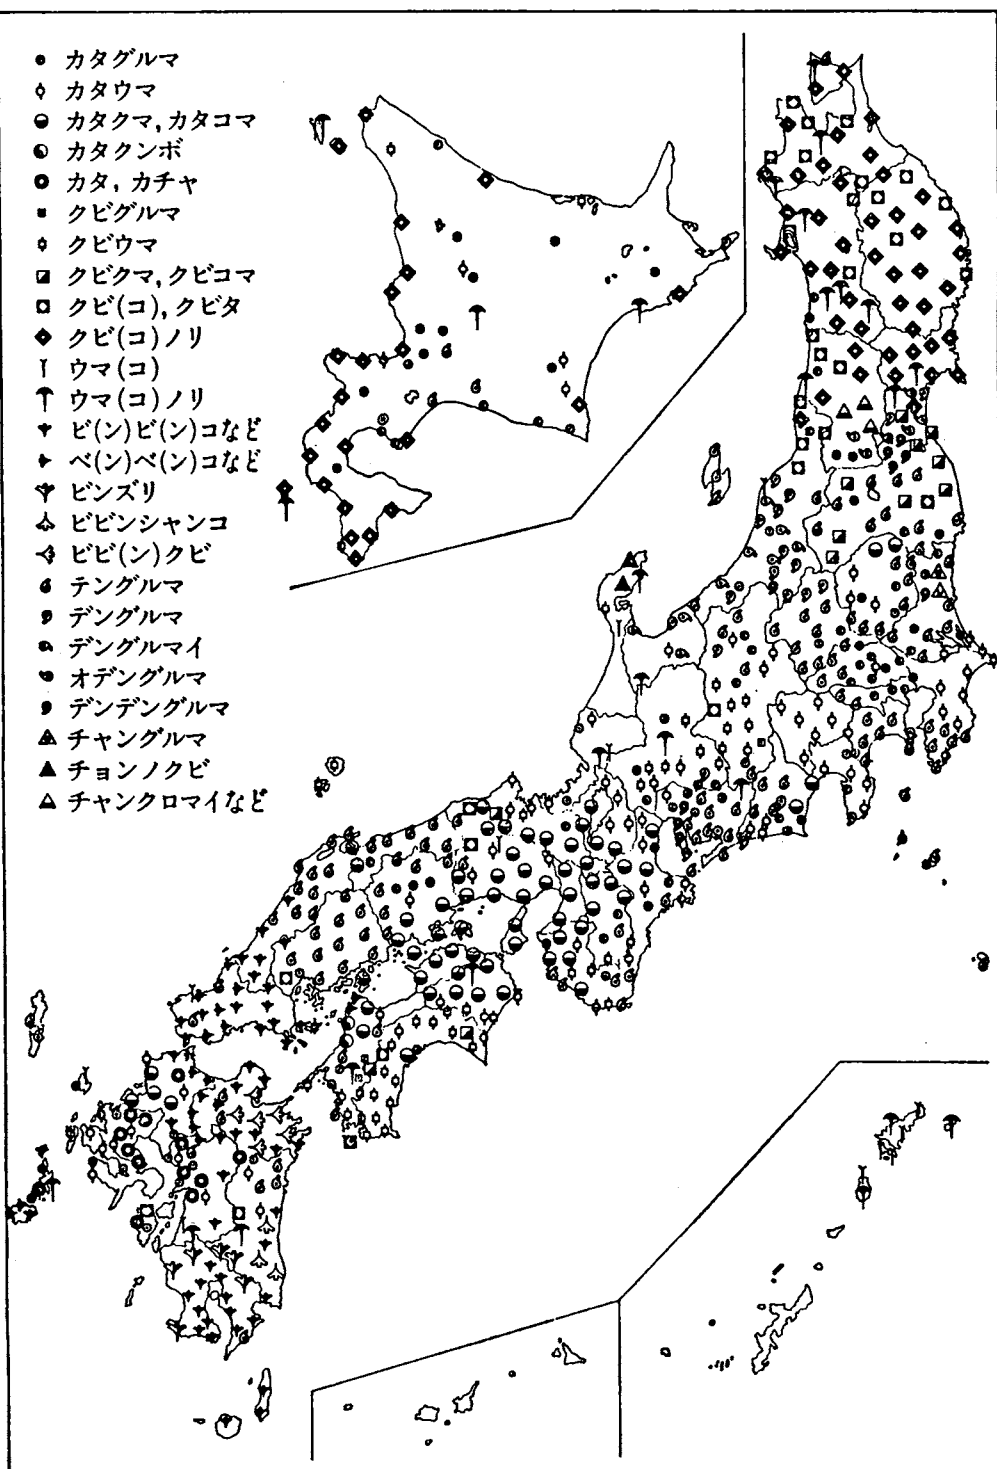 カタグルマ
カタウマ
カタクマ,カタコマ
カタクンボ
カタ,カチャ
クビグルマ
クビウマ
クビクマ,クビコマ
クビ(コ),クビタ
クビ(コ)ノリ
ウマ(コ)
ウマ(コ)ノリ
ビ(ン)ビ(ン)コなど
ベ(ン)ベ(ン)コなど
ビンズリ
ビビンシャンコ
ビビ(ン)クビ
テングルマ
デングルマ
デングルマイ
オデングルマ
デンデングルマ
チャングルマ
チョンノクビ
チャンクロマイなど